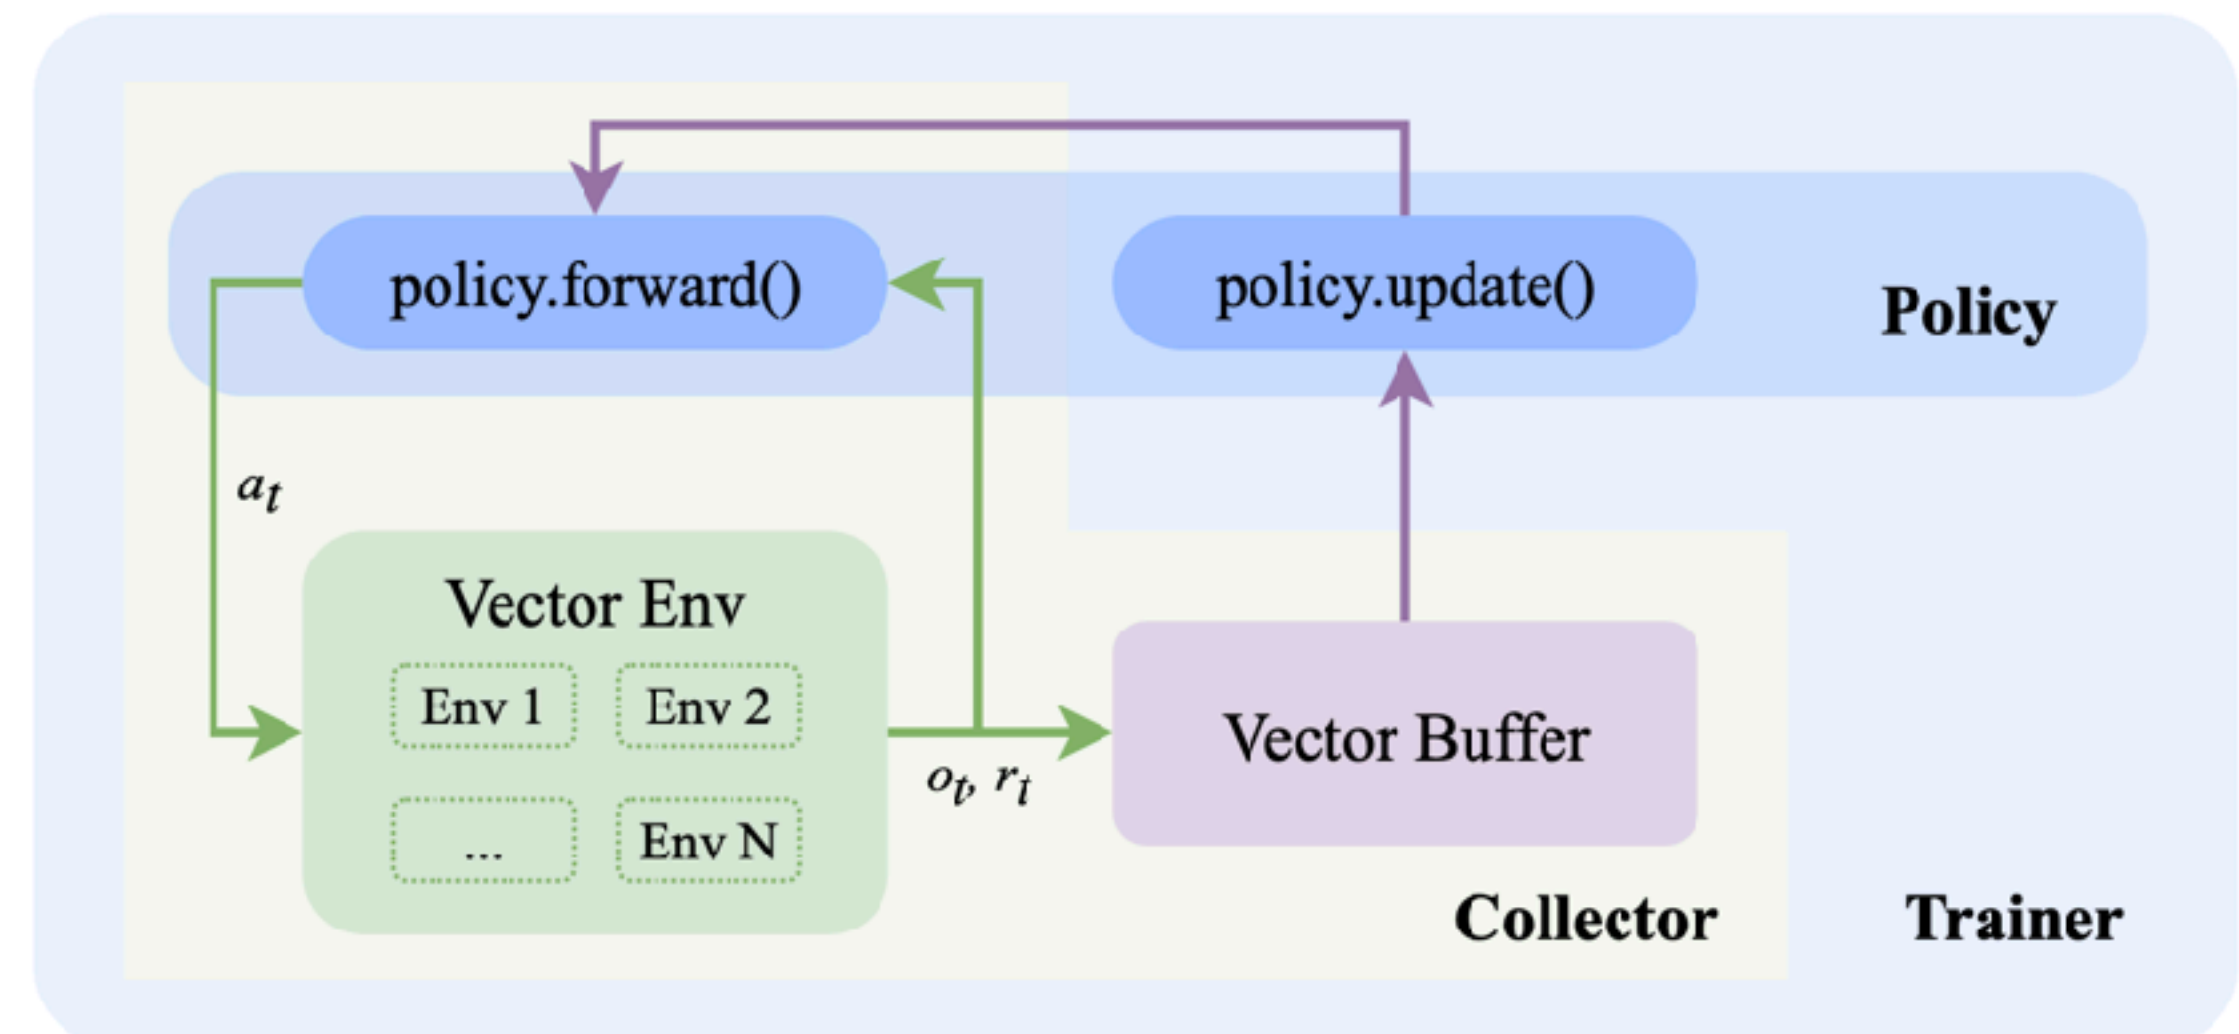 policy.forward()
policy.update()
Policy
a_t
Vector Env
Env 1
Env 2
...
Env N
o_t, r_t
Vector Buffer
Collector
Trainer